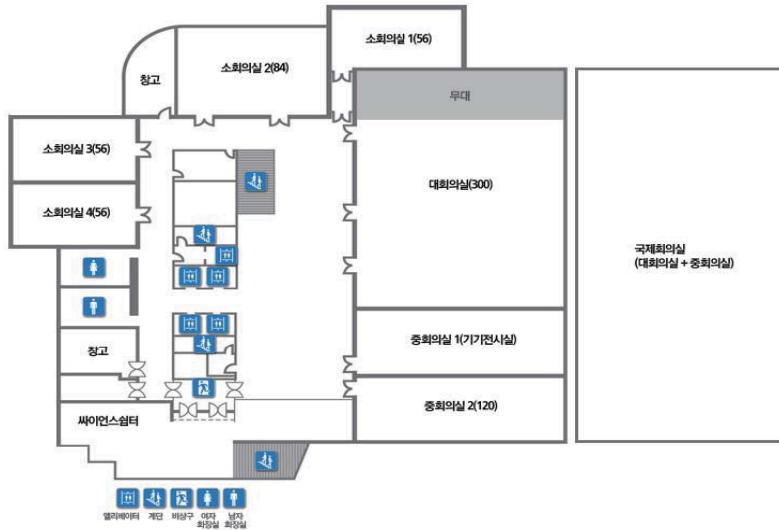 소회의실 1(56)
소회의실 2(84)
창고
무대
소회의실 3(56)
대회의실(300)
소회의실 4(56)
국제회의실
(대회의실 + 중회의실)
중회의실 1(기기전시실)
창고
중회의실 2(120)
싸이언스쉼터
엘리베이터
계단
비상구
여자
화장실
남자
화장실